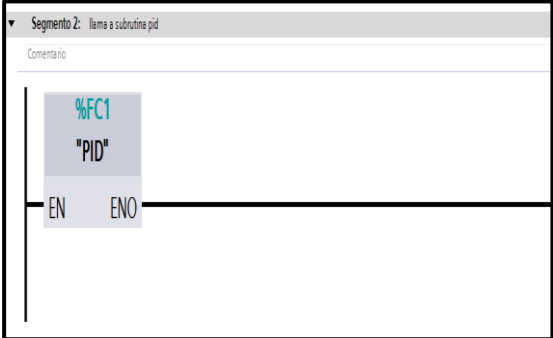 Segmento 2: llama a subrutina pid
Comentario
%FC1
"PID"
EN ENO